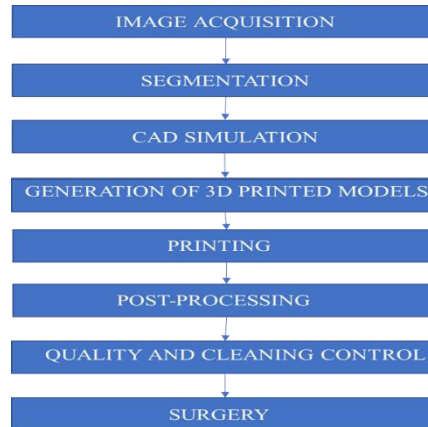 IMAGE ACQUISITION
SEGMENTATION
CAD SIMULATION
GENERATION OF 3D PRINTED MODELS
PRINTING
POST-PROCESSING
QUALITY AND CLEANING CONTROL
SURGERY